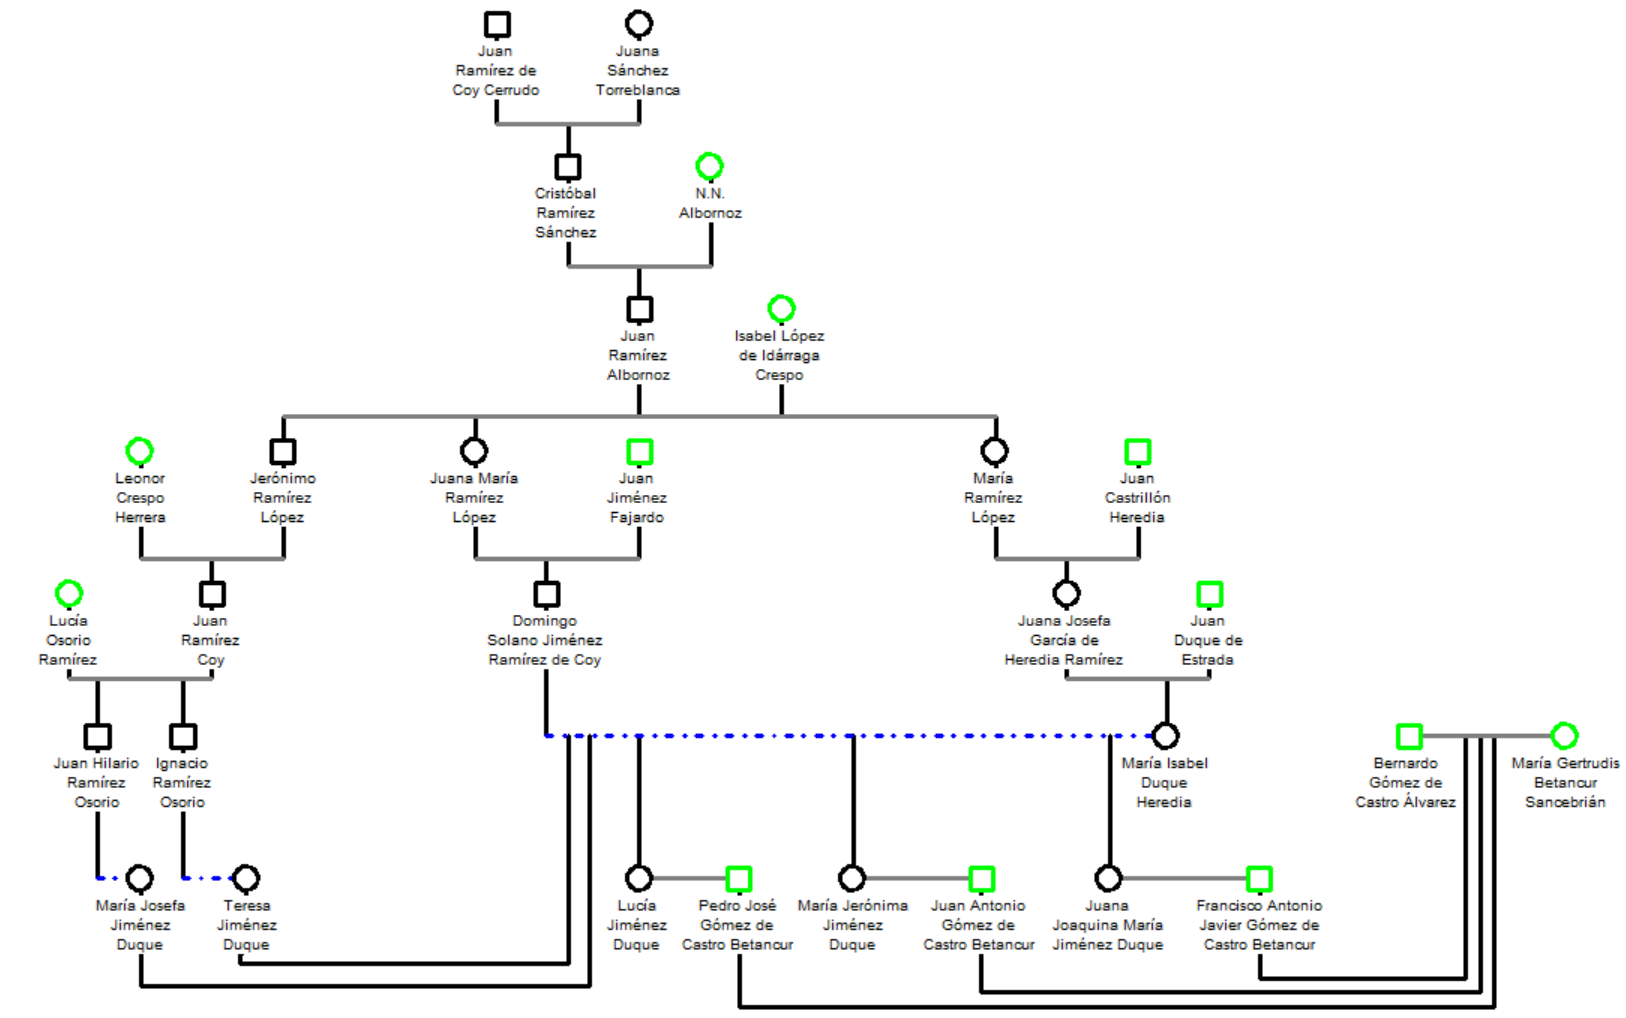 Juan
Ramírez de
Coy Cerrudo
Juana
Sánchez
Torreblanca
Cristóbal
Ramírez
Sánchez
N.N.
Albornoz
Juan
Ramírez
Albornoz
Isabel López
de Idárraga
Crespo
Leonor
Crespo
Herrera
Jerónimo
Ramírez
López
Juana María
Ramírez
López
Juan
Jiménez
Fajardo
María
Ramírez
López
Juan
Castrillón
Heredia
Lucía
Osorio
Ramírez
Juan
Ramírez
Coy
Domingo
Solano Jiménez
Ramírez de Coy
Juana Josefa
García de
Heredia Ramírez
Juan
Duque de
Estrada
Juan Hilario
Ramírez
Osorio
Ignacio
Ramírez
Osorio
María Isabel
Duque
Heredia
Bernardo
Gómez de
Castro Álvarez
María Gertrudis
Betancur
Sancebrián
María Josefa
Jiménez
Duque
Teresa
Jiménez
Duque
Lucía
Jiménez
Duque
Pedro José
Gómez de
Castro Betancur
María Jerónima
Jiménez
Duque
Juan Antonio
Gómez de
Castro Betancur
Juana
Joaquina María
Jiménez Duque
Francisco Antonio
Javier Gómez de
Castro Betancur